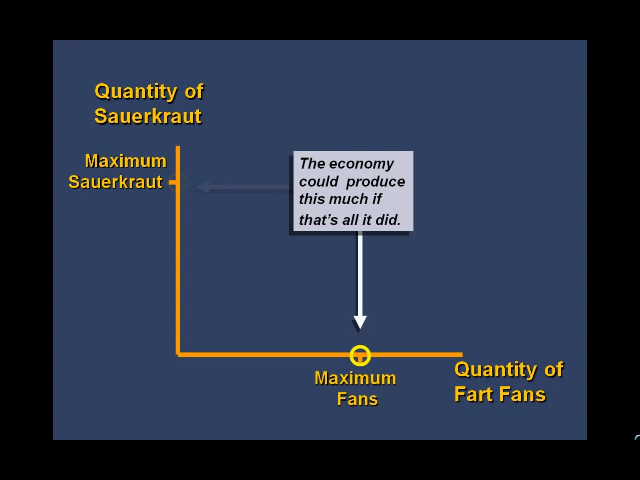 Quantity of
Sauerkraut
Maximum
Sauerkraut
The economy
could produce
this much if
that's all it did.
Maximum
Fans
Quantity of
Fart Fans